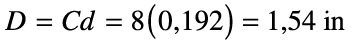 D = Cd = 8(0,192) = 1,54 in